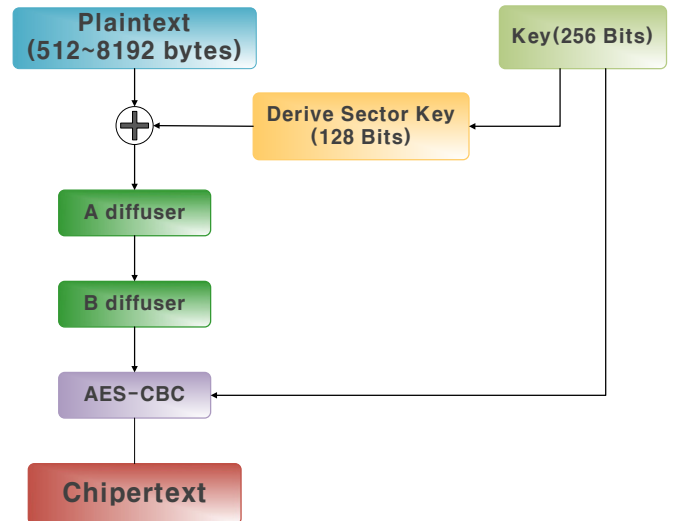 Plaintext
(512~8192 bytes)
Key(256 Bits)
Derive Sector Key
(128 Bits)
A diffuser
B diffuser
AES-CBC
Chipertext